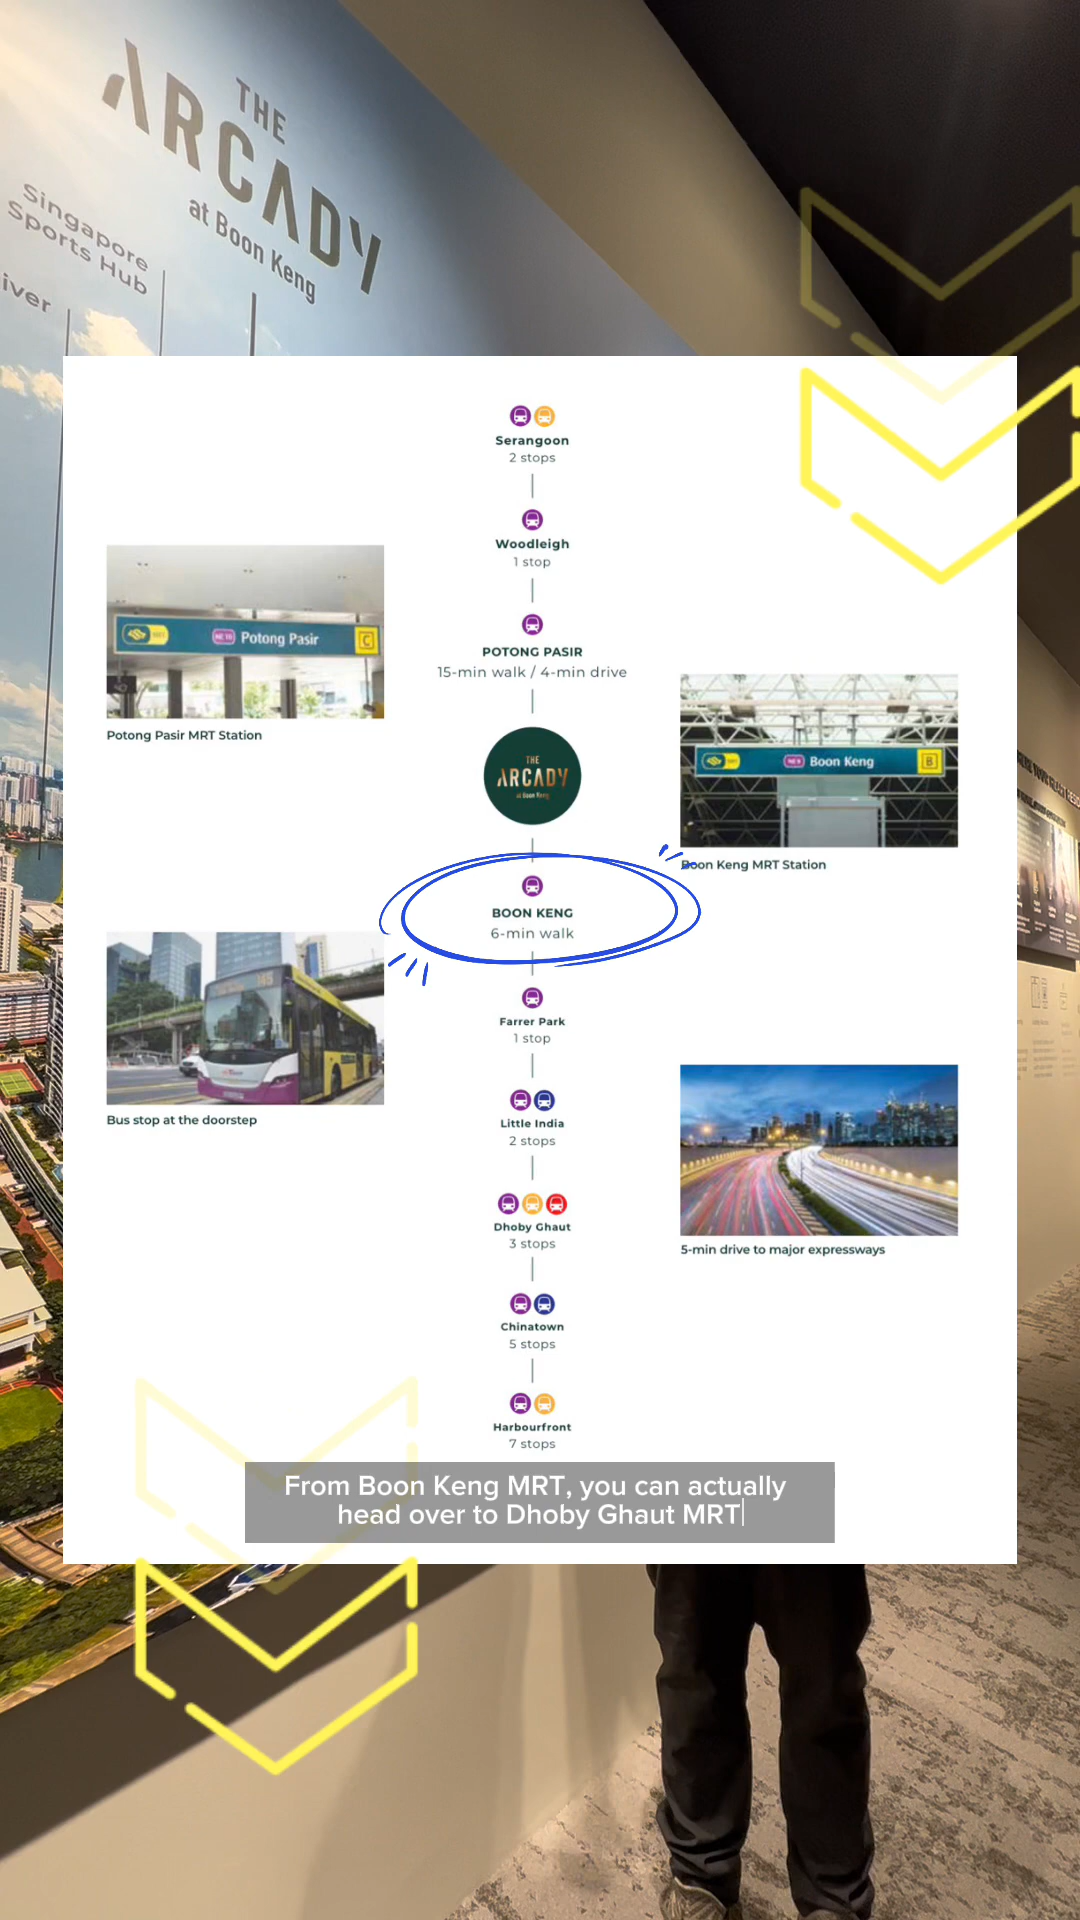 THE
ARCADY
at Boon Keng
Singapore
Sports Hub
iver
Serangoon
2 stops
Woodleigh
1 stop
POTONG PASIR
15-min walk / 4-min drive
Potong Pasir
C
Potong Pasir MRT Station
THE
ARCADY
at Boon Keng
Boon Keng
B
Boon Keng MRT Station
BOON KENG
6-min walk
Bus stop at the doorstep
Farrer Park
1 stop
Little India
2 stops
Dhoby Ghaut
3 stops
5-min drive to major expressways
Chinatown
5 stops
Harbourfront
7 stops
From Boon Keng MRT, you can actually
head over to Dhoby Ghaut MRT